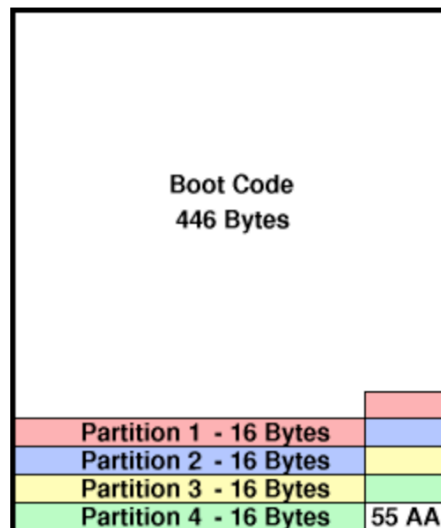 Boot Code
446 Bytes
Partition 1 - 16 Bytes
Partition 2 - 16 Bytes
Partition 3 - 16 Bytes
Partition 4 - 16 Bytes 55 AA